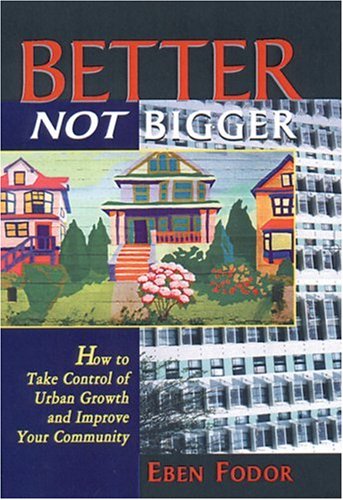 BETTER
NOT BIGGER
How to
Take Control of
Urban Growth
and Improve
Your Community
EBEN FODOR